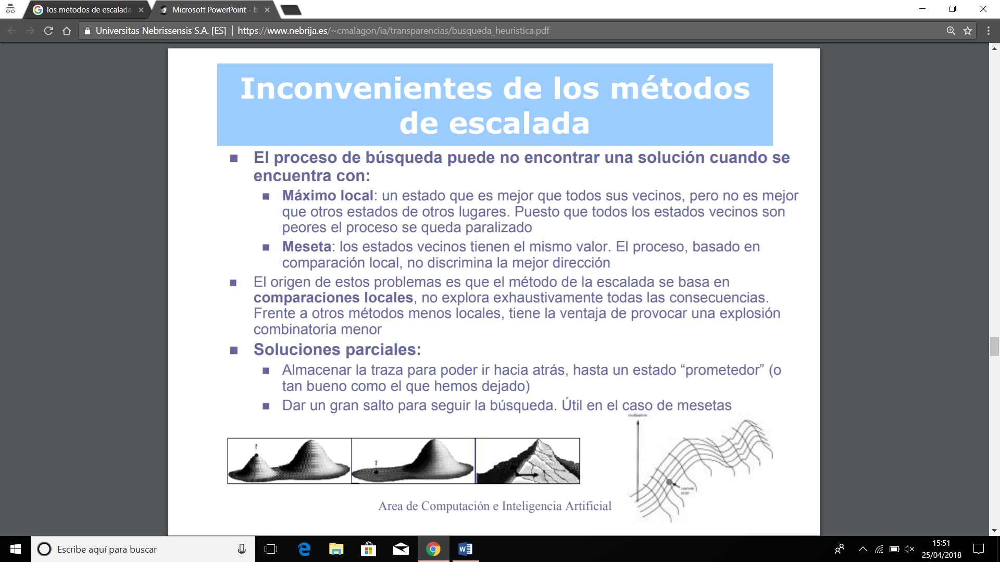 los metodos de escalada
Microsoft PowerPoint - b
Universitas Nebrissensis S.A. [ES] https://www.nebrija.es/~cmalagon/ia/transparencias/busqueda_heuristica.pdf
Inconvenientes de los métodos
de escalada
El proceso de búsqueda puede no encontrar una solución cuando se
encuentra con:
Máximo local: un estado que es mejor que todos sus vecinos, pero no es mejor
que otros estados de otros lugares. Puesto que todos los estados vecinos son
peores el proceso se queda paralizado
Meseta: los estados vecinos tienen el mismo valor. El proceso, basado en
comparación local, no discrimina la mejor dirección
El origen de estos problemas es que el método de la escalada se basa en
comparaciones locales, no explora exhaustivamente todas las consecuencias.
Frente a otros métodos menos locales, tiene la ventaja de provocar una explosión
combinatoria menor
Soluciones parciales:
Almacenar la traza para poder ir hacia atrás, hasta un estado “prometedor” (o
tan bueno como el que hemos dejado)
Dar un gran salto para seguir la búsqueda. Útil en el caso de mesetas
Area de Computación e Inteligencia Artificial
Escribe aquí para buscar
15:51
25/04/2018